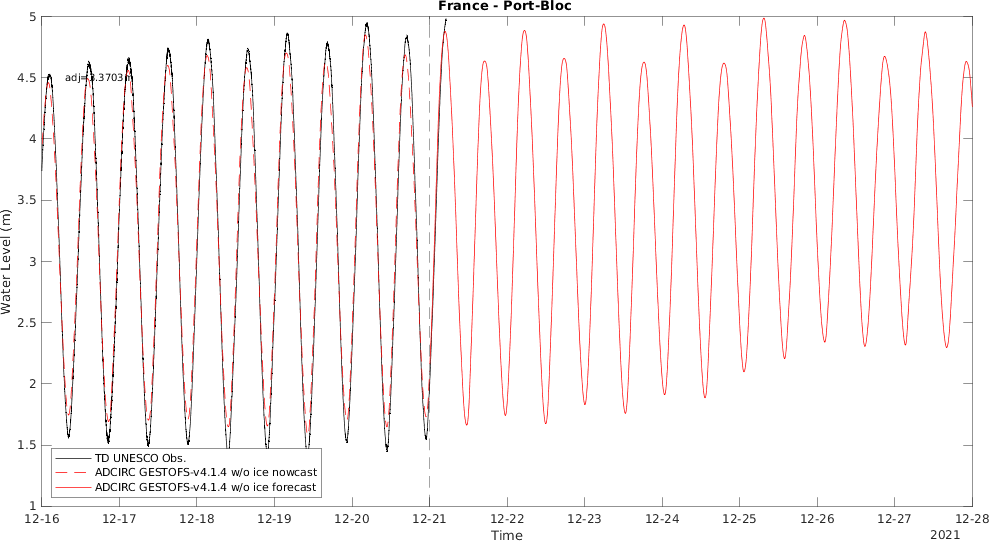 France - Port-Bloc
adj=3.3703m
Water Level (m)
5
4.5
4
3.5
3
2.5
2
1.5
1
TD UNESCO Obs.
ADCIRC GESTOFS-v4.1.4 w/o ice nowcast
ADCIRC GESTOFS-v4.1.4 w/o ice forecast
12-16 12-17 12-18 12-19 12-20 12-21 12-22 12-23 12-24 12-25 12-26 12-27 12-28
Time
2021